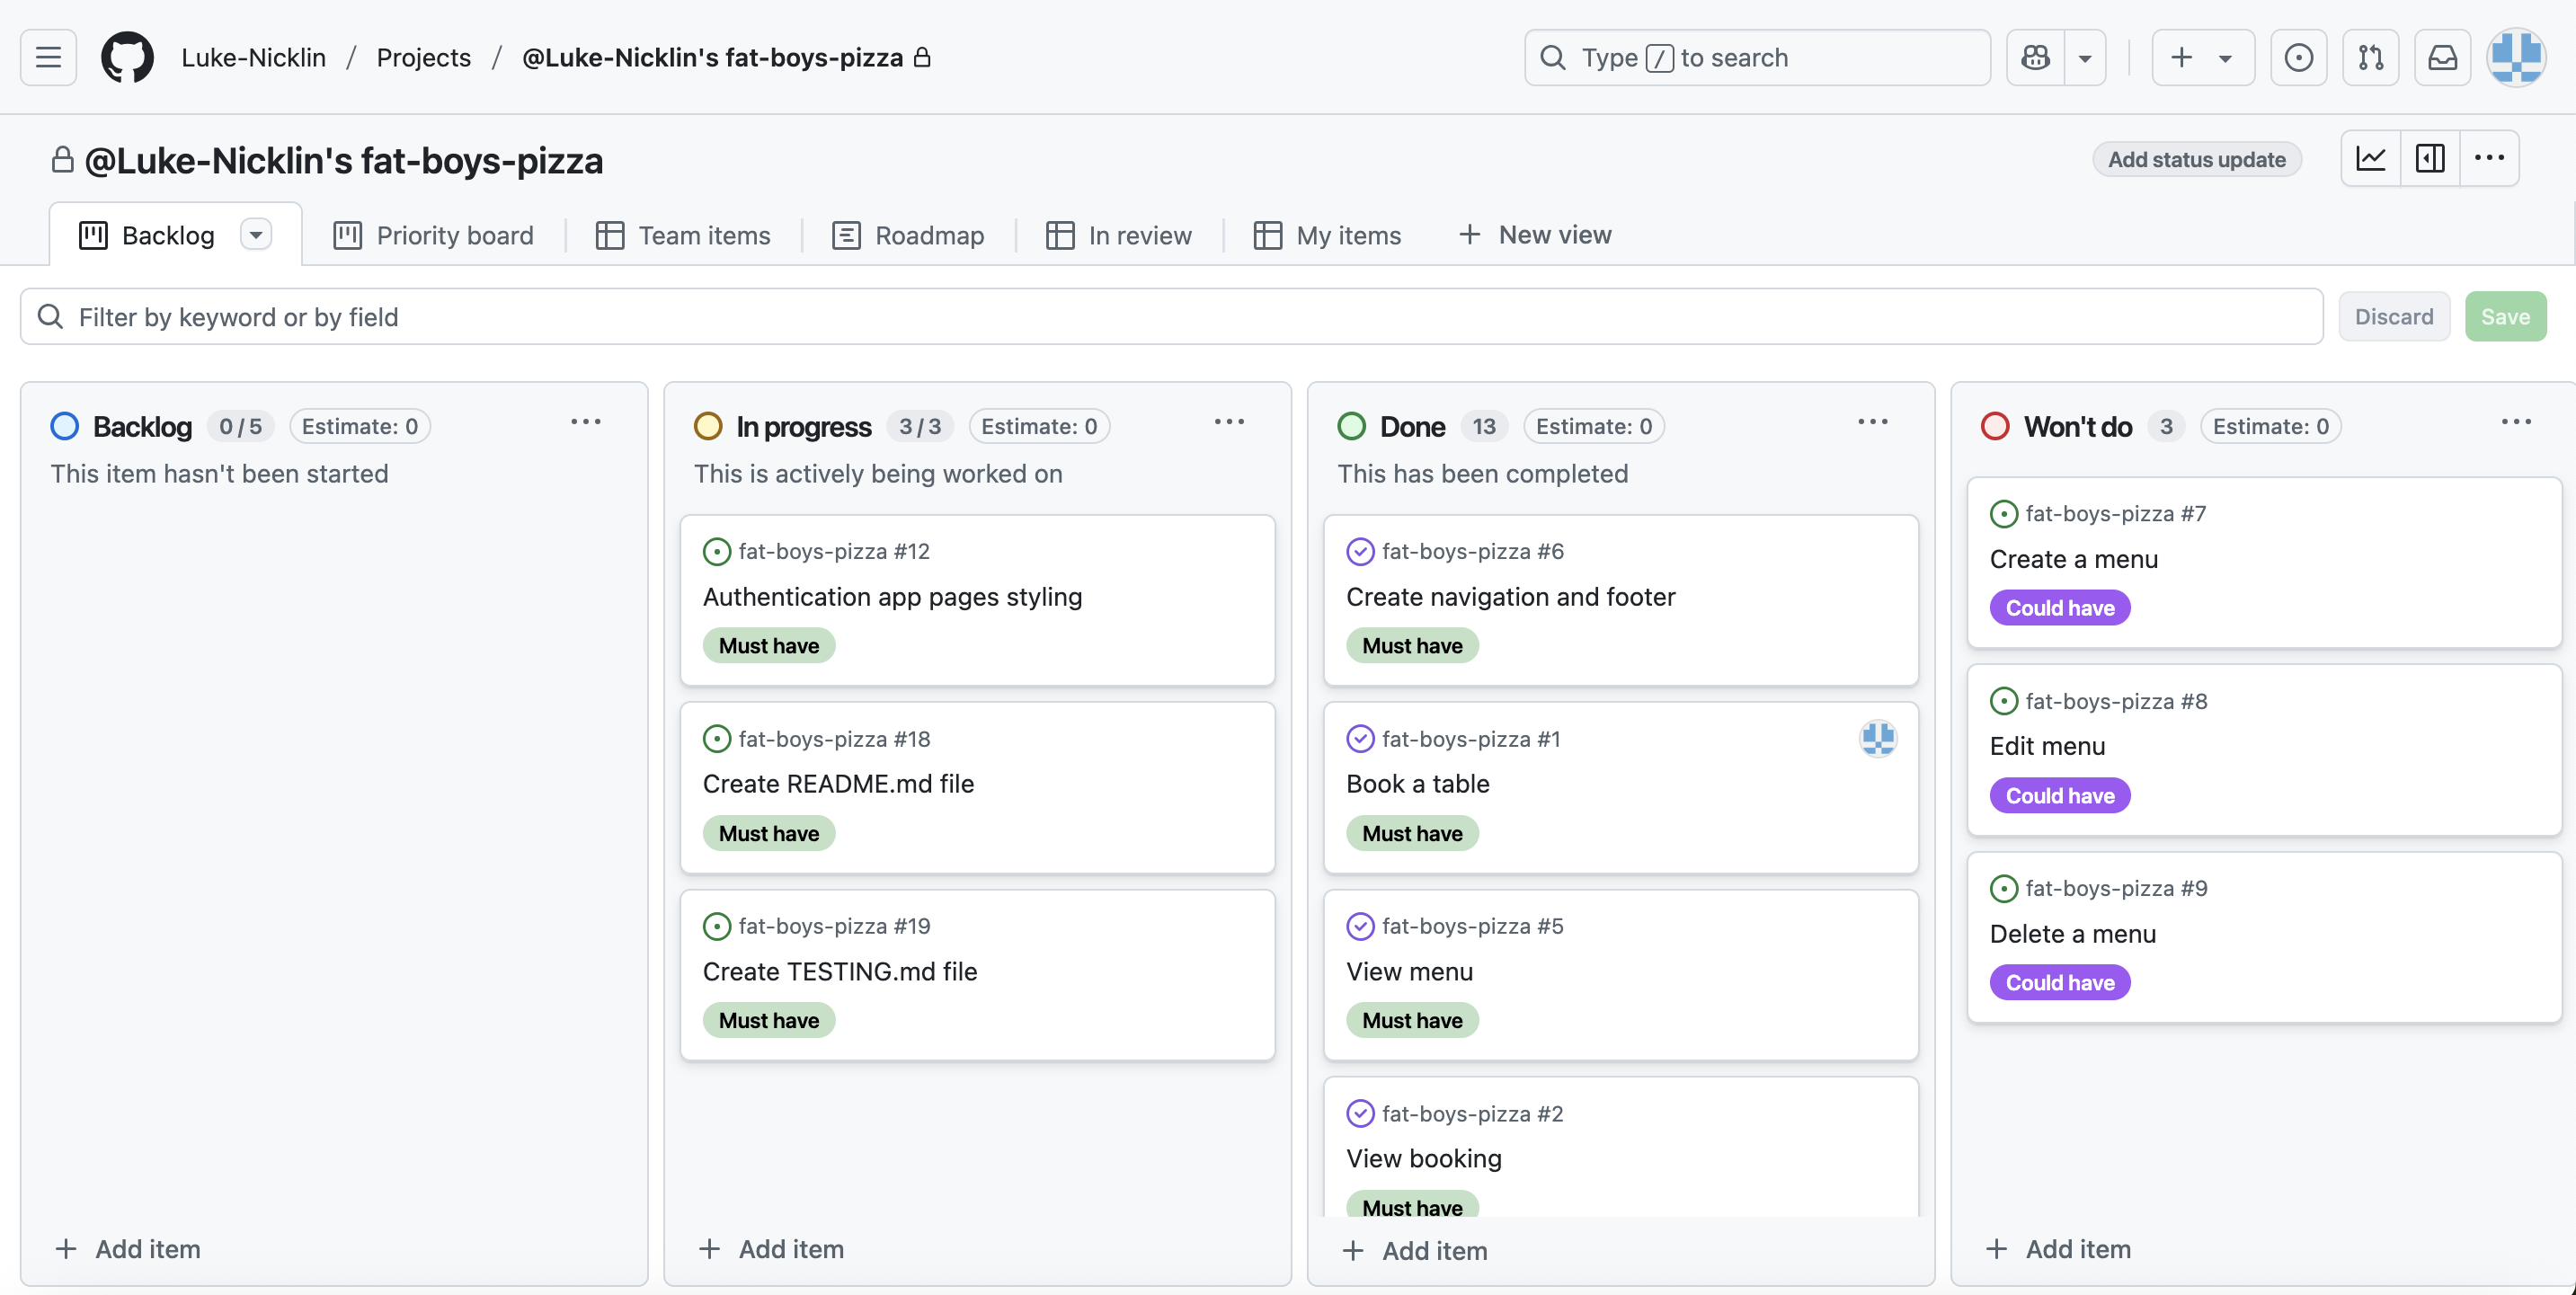 Luke-Nicklin / Projects / @Luke-Nicklin's fat-boys-pizza
Type / to search
@Luke-Nicklin's fat-boys-pizza
Add status update
Backlog
Priority board
Team items
Roadmap
In review
My items
New view
Filter by keyword or by field
Discard
Save
Backlog 0 / 5 Estimate: 0
This item hasn't been started
Add item
In progress 3 / 3 Estimate: 0
This is actively being worked on
fat-boys-pizza #12
Authentication app pages styling
Must have
fat-boys-pizza #18
Create README.md file
Must have
fat-boys-pizza #19
Create TESTING.md file
Must have
Add item
Done 13 Estimate: 0
This has been completed
fat-boys-pizza #6
Create navigation and footer
Must have
fat-boys-pizza #1
Book a table
Must have
fat-boys-pizza #5
View menu
Must have
fat-boys-pizza #2
View booking
Must have
Add item
Won't do 3 Estimate: 0
fat-boys-pizza #7
Create a menu
Could have
fat-boys-pizza #8
Edit menu
Could have
fat-boys-pizza #9
Delete a menu
Could have
Add item